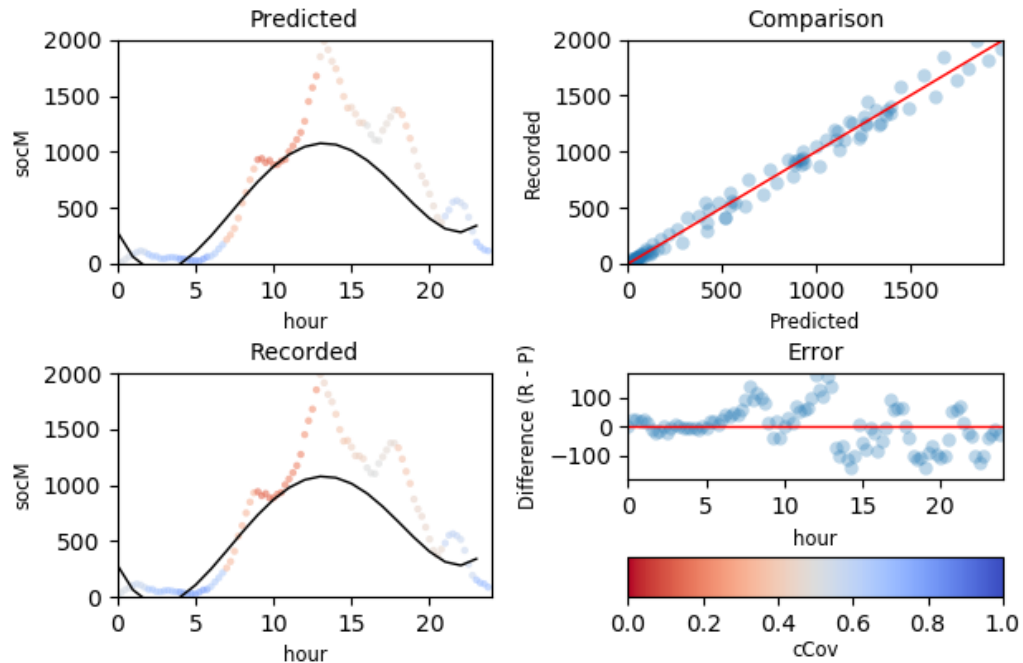 Predicted
2000
1500
1000
500
0
socM
0 5 10 15 20
hour
Comparison
2000
1500
1000
500
0
Recorded
0 500 1000 1500
Predicted
Recorded
2000
1500
1000
500
0
socM
0 5 10 15 20
hour
Error
Difference (R - P)
100
0
−100
0 5 10 15 20
hour
0.0 0.2 0.4 0.6 0.8 1.0
cCov